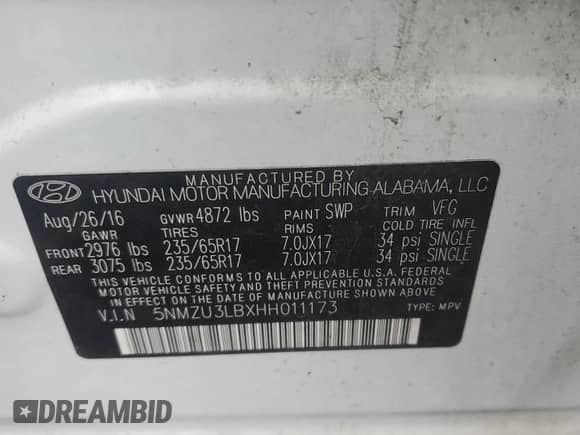 MANUFACTURED BY
HYUNDAI MOTOR MANUFACTURING ALABAMA, LLC
Aug/26/16 GVWR 4872 lbs PAINT SWP TRIM VFG
GAWR TIRES RIMS COLD TIRE INFL
FRONT 2976 lbs 235/65R17 7.0JX17 34 psi SINGLE
REAR 3075 lbs 235/65R17 7.0JX17 34 psi SINGLE
THIS VEHICLE CONFORMS TO ALL APPLICABLE U.S.A. FEDERAL
MOTOR VEHICLE SAFETY AND THEFT PREVENTION STANDARDS
IN EFFECT ON THE DATE OF MANUFACTURE SHOWN ABOVE.
V.I.N 5NMZU3LBXHH011173 TYPE: MPV
DREAMBID